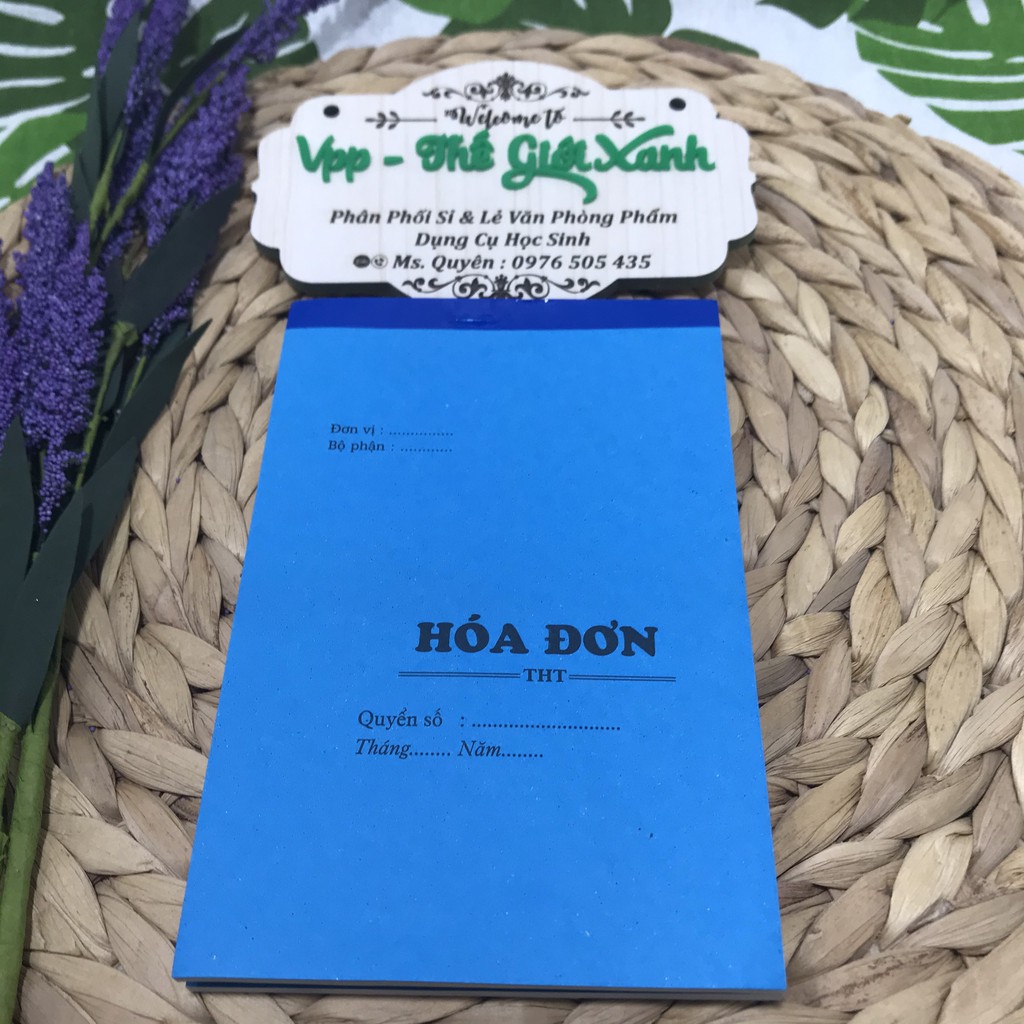 Welcome to
Vpp - Thế Giới Xanh
Phân Phối Sỉ & Lẻ Văn Phòng Phẩm
Dụng Cụ Học Sinh
Ms. Quyên : 0976 505 435
Đơn vị : ...............
Bộ phận : ............
HÓA ĐƠN
THT
Quyển số : ............................
Tháng........ Năm........